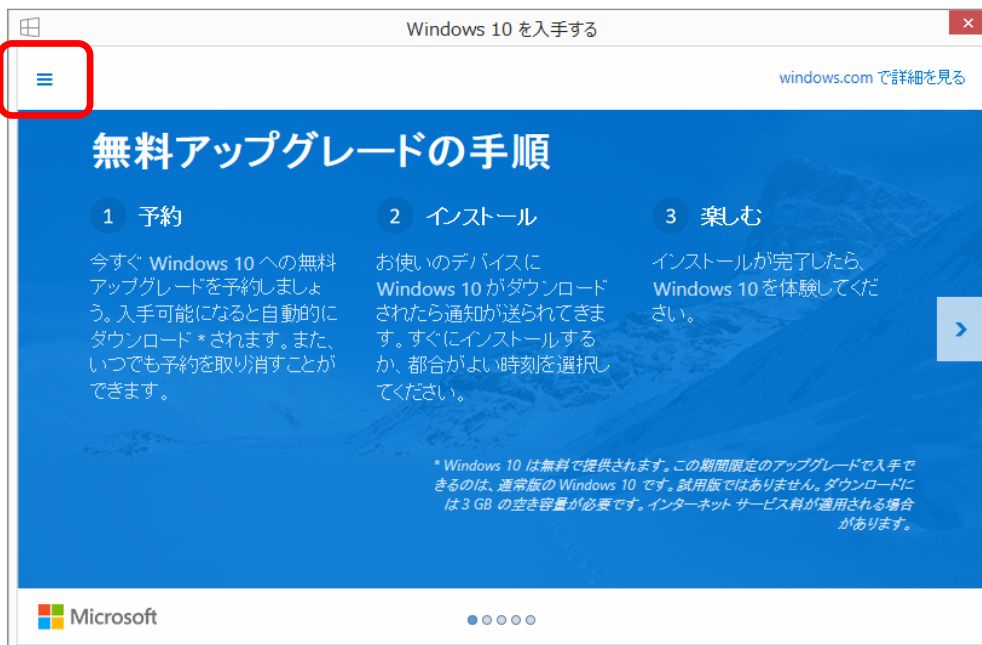 Windows 10 を入手する
windows.com で詳細を見る
無料アップグレードの手順
1 予約
今すぐ Windows 10 への無料
アップグレードを予約しましょ
う。入手可能になると自動的に
ダウンロード * されます。また、
いつでも予約を取り消すことが
できます。
2 インストール
お使いのデバイスに
Windows 10 がダウンロード
されたら通知が送られてきま
す。すぐにインストールする
か、都合がよい時刻を選択し
てください。
3 楽しむ
インストールが完了したら、
Windows 10 を体験してくだ
さい。
* Windows 10 は無料で提供されます。この期間限定のアップグレードで入手で
きるのは、通常版の Windows 10 です。試用版ではありません。ダウンロードに
は 3 GB の空き容量が必要です。インターネット サービス料が適用される場合
があります。
Microsoft